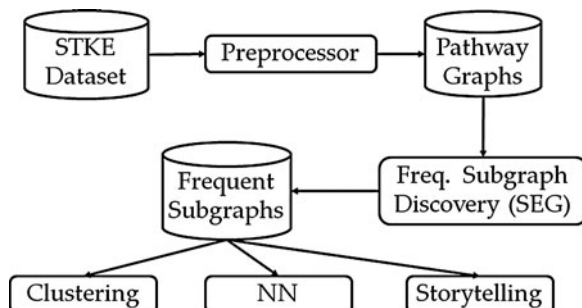 STKE
Dataset
Preprocessor
Pathway
Graphs
Freq. Subgraph
Discovery (SEG)
Frequent
Subgraphs
Clustering
NN
Storytelling